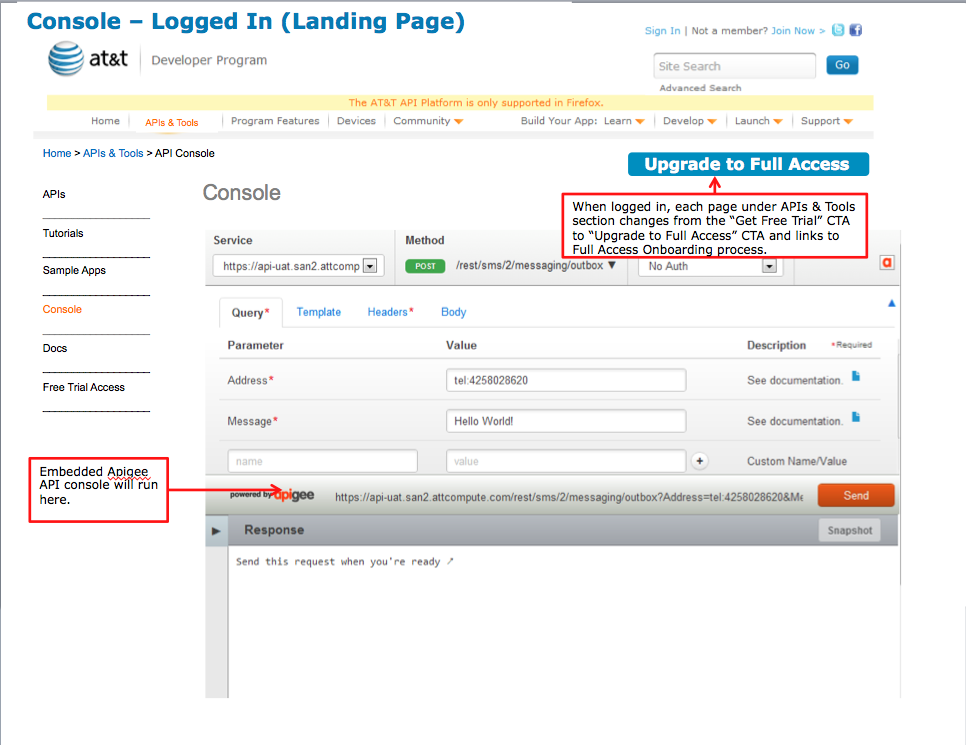 Console – Logged In (Landing Page)
Sign In | Not a member? Join Now >
at&t Developer Program
Site Search Go
Advanced Search
The AT&T API Platform is only supported in Firefox.
Home APIs & Tools Program Features Devices Community Build Your App: Learn Develop Launch Support
Home > APIs & Tools > API Console
Upgrade to Full Access
APIs
Tutorials
Sample Apps
Console
Docs
Free Trial Access
Console
When logged in, each page under APIs & Tools
section changes from the “Get Free Trial” CTA
to “Upgrade to Full Access” CTA and links to
Full Access Onboarding process.
Service Method
https://api-uat.san2.attcomp POST /rest/sms/2/messaging/outbox No Auth
a
Query* Template Headers* Body
Parameter Value Description *Required
Address* tel:4258028620 See documentation.
Message* Hello World! See documentation.
name value + Custom Name/Value
Embedded Apigee
API console will run
here.
powered by apigee https://api-uat.san2.attcompute.com/rest/sms/2/messaging/outbox?Address=tel:4258028620&Me Send
Response Snapshot
Send this request when you're ready